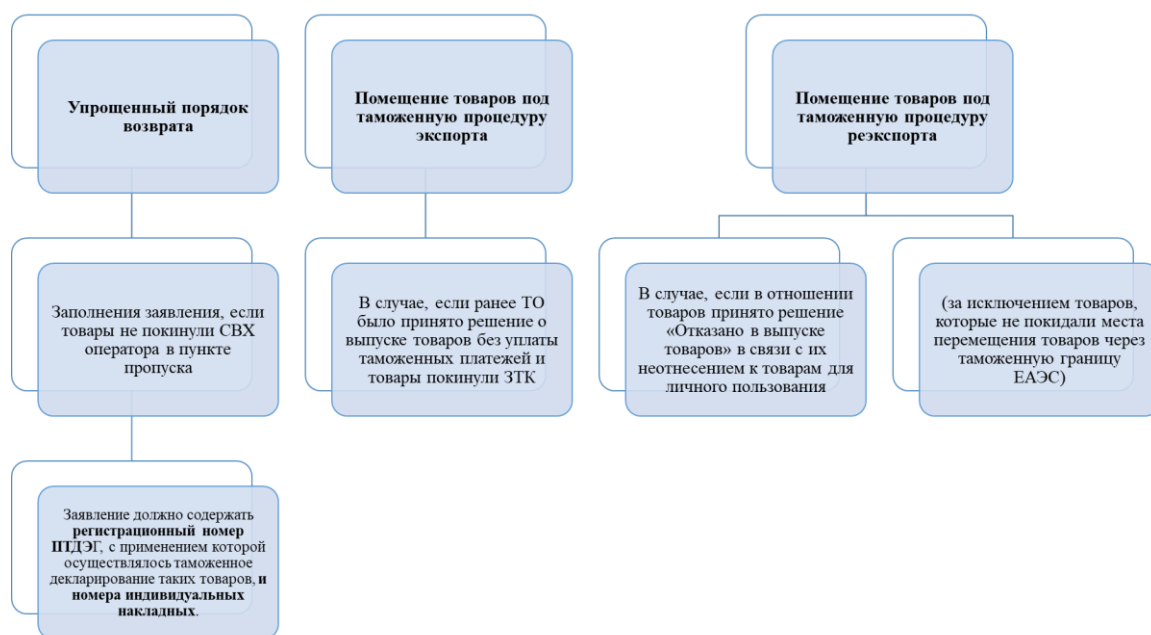 Упрощенный порядок
возврата
Заполнения заявления, если
товары не покинули СВХ
оператора в пункте
пропуска
Заявление должно содержать
регистрационный номер
ПТДЭГ, с применением которой
осуществлялось таможенное
декларирование таких товаров, и
номера индивидуальных
накладных.
Помещение товаров под
таможенную процедуру
экспорта
В случае, если ранее ТО
было принято решение о
выпуске товаров без уплаты
таможенных платежей и
товары покинули ЗТК
Помещение товаров под
таможенную процедуру
реэкспорта
В случае, если в отношении
товаров принято решение
«Отказано в выпуске
товаров» в связи с их
неотнесением к товарам для
личного пользования
(за исключением товаров,
которые не покидали места
перемещения товаров через
таможенную границу
ЕАЭС)